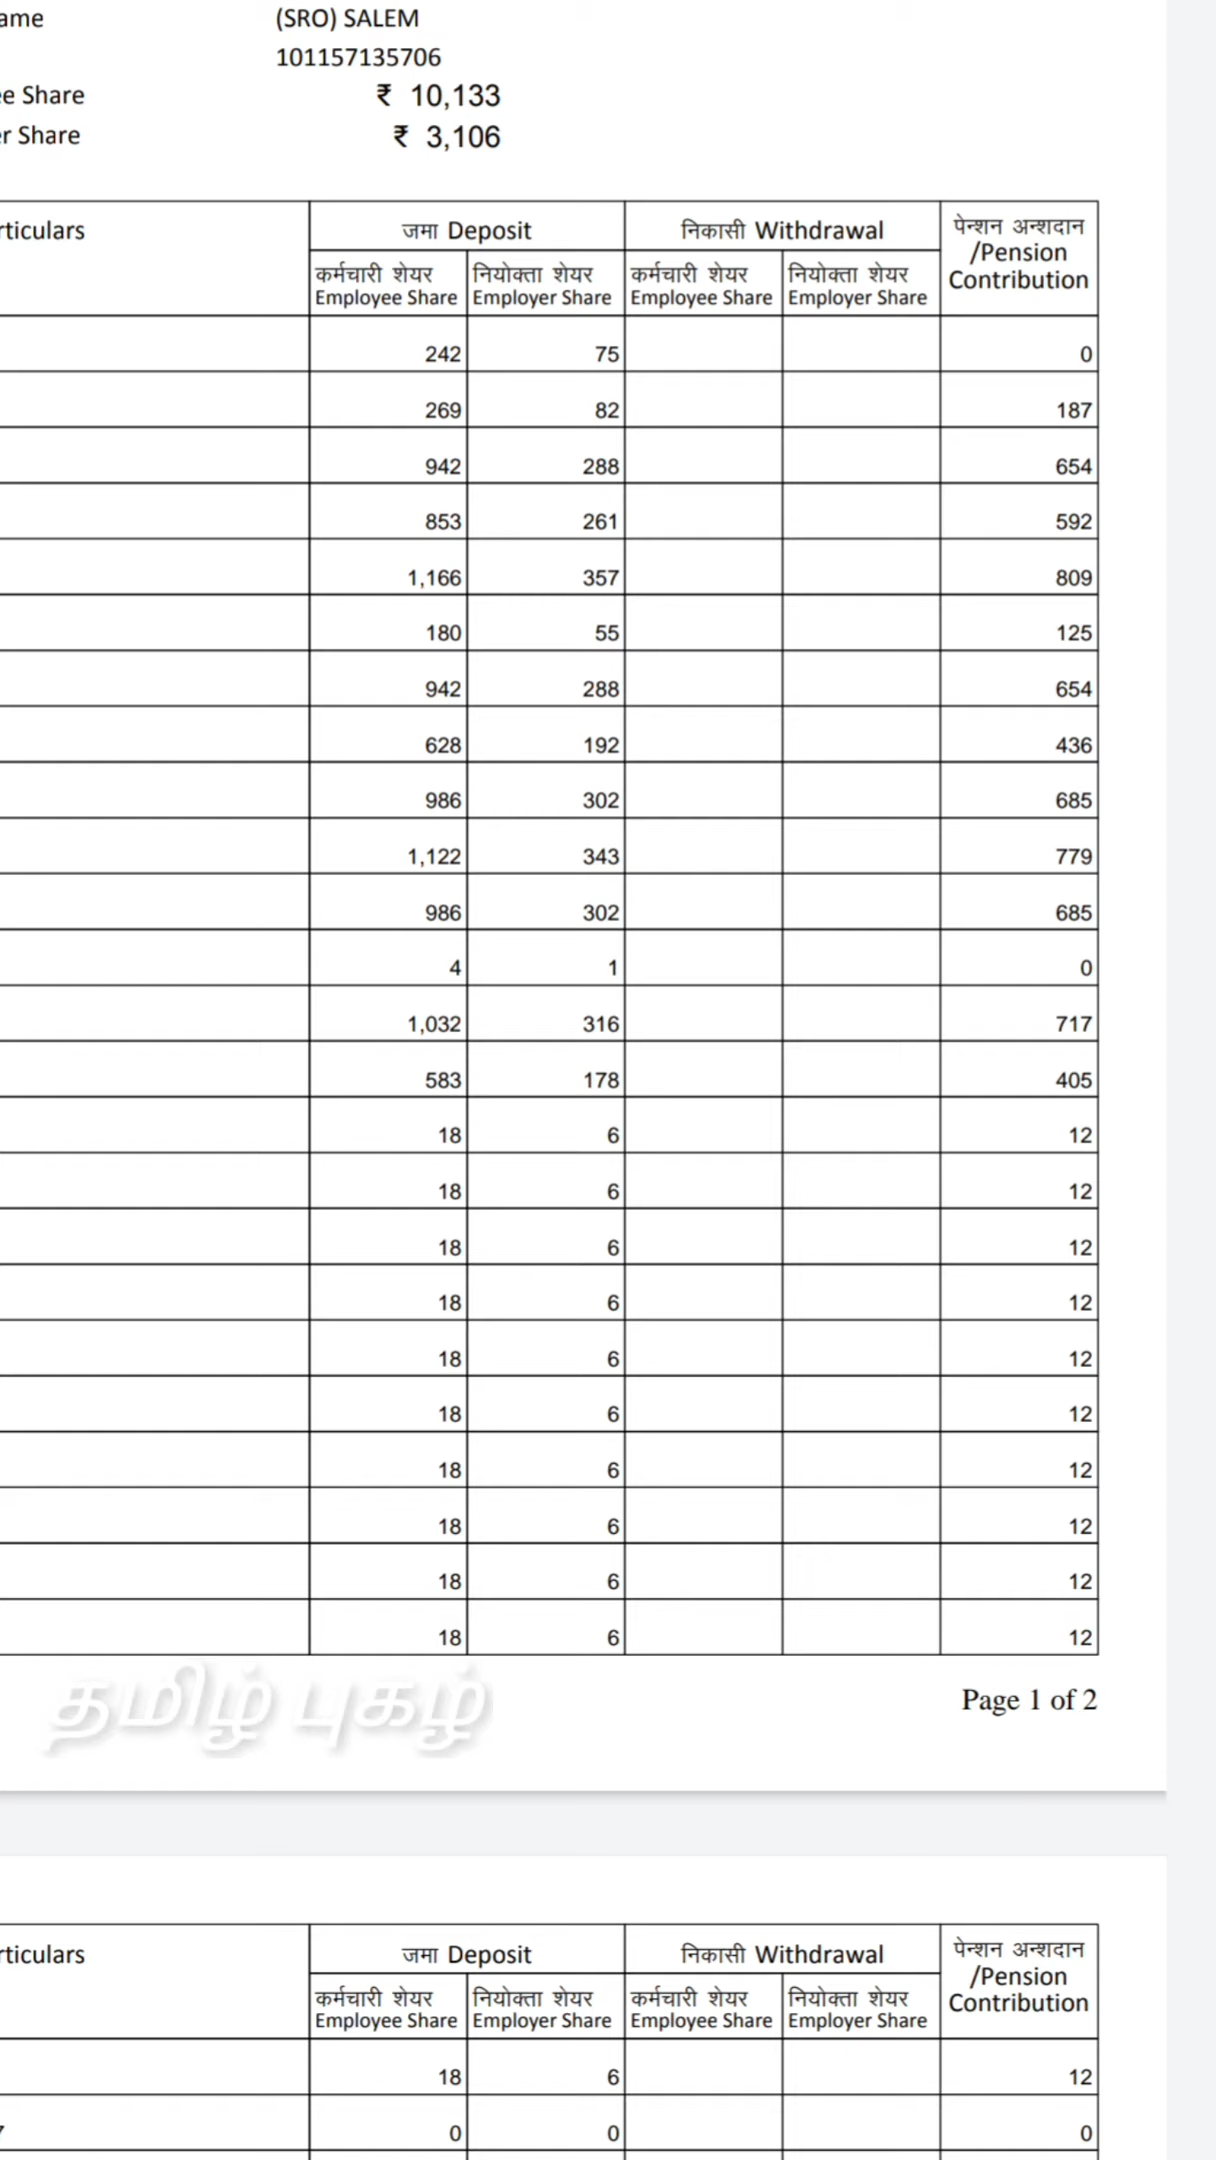 ame (SRO) SALEM
101157135706
ee Share ₹ 10,133
er Share ₹ 3,106
rticulars जमा Deposit निकासी Withdrawal पेन्शन अन्शदान /Pension Contribution
कर्मचारी शेयर Employee Share नियोक्ता शेयर Employer Share कर्मचारी शेयर Employee Share नियोक्ता शेयर Employer Share
242 75 0
269 82 187
942 288 654
853 261 592
1,166 357 809
180 55 125
942 288 654
628 192 436
986 302 685
1,122 343 779
986 302 685
4 1 0
1,032 316 717
583 178 405
18 6 12
18 6 12
18 6 12
18 6 12
18 6 12
18 6 12
18 6 12
18 6 12
18 6 12
18 6 12
தமிழ் புகழ்
Page 1 of 2
rticulars जमा Deposit निकासी Withdrawal पेन्शन अन्शदान /Pension Contribution
कर्मचारी शेयर Employee Share नियोक्ता शेयर Employer Share कर्मचारी शेयर Employee Share नियोक्ता शेयर Employer Share
18 6 12
0 0 0